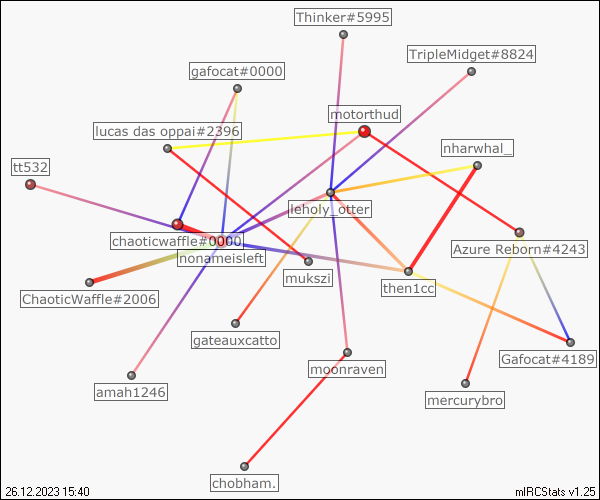 Thinker#5995
TripleMidget#8824
gafocat#0000
motorthud
lucas das oppai#2396
nharwhal_
tt532
leholy_otter
chaoticwaffle#0000
Azure Reborn#4243
nonameisleft
mukszi
then1cc
ChaoticWaffle#2006
gateauxcatto
Gafocat#4189
moonraven
amah1246
mercurybro
chobham.
26.12.2023 15:40
mIRCStats v1.25